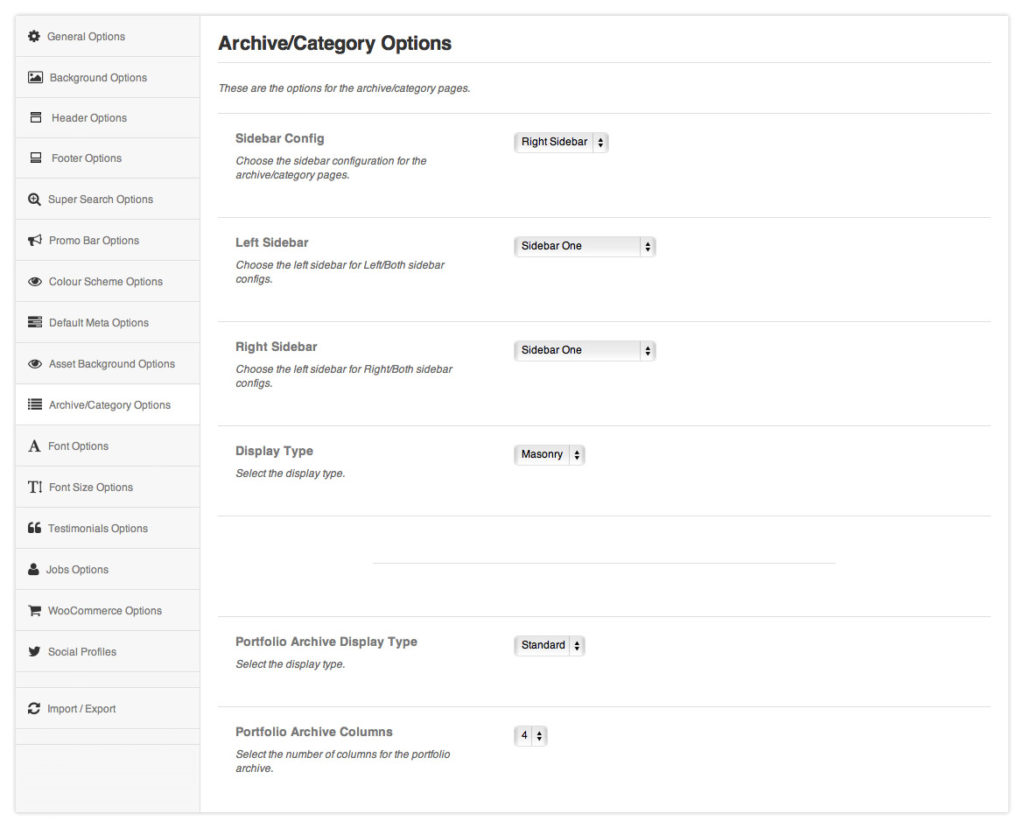 General Options
Background Options
Header Options
Footer Options
Super Search Options
Promo Bar Options
Colour Scheme Options
Default Meta Options
Asset Background Options
Archive/Category Options
Font Options
Font Size Options
Testimonials Options
Jobs Options
WooCommerce Options
Social Profiles
Import / Export
Archive/Category Options
These are the options for the archive/category pages.
Sidebar Config
Right Sidebar
Choose the sidebar configuration for the
archive/category pages.
Left Sidebar
Sidebar One
Choose the left sidebar for Left/Both sidebar
configs.
Right Sidebar
Sidebar One
Choose the left sidebar for Right/Both sidebar
configs.
Display Type
Masonry
Select the display type.
Portfolio Archive Display Type
Standard
Select the display type.
Portfolio Archive Columns
4
Select the number of columns for the portfolio
archive.